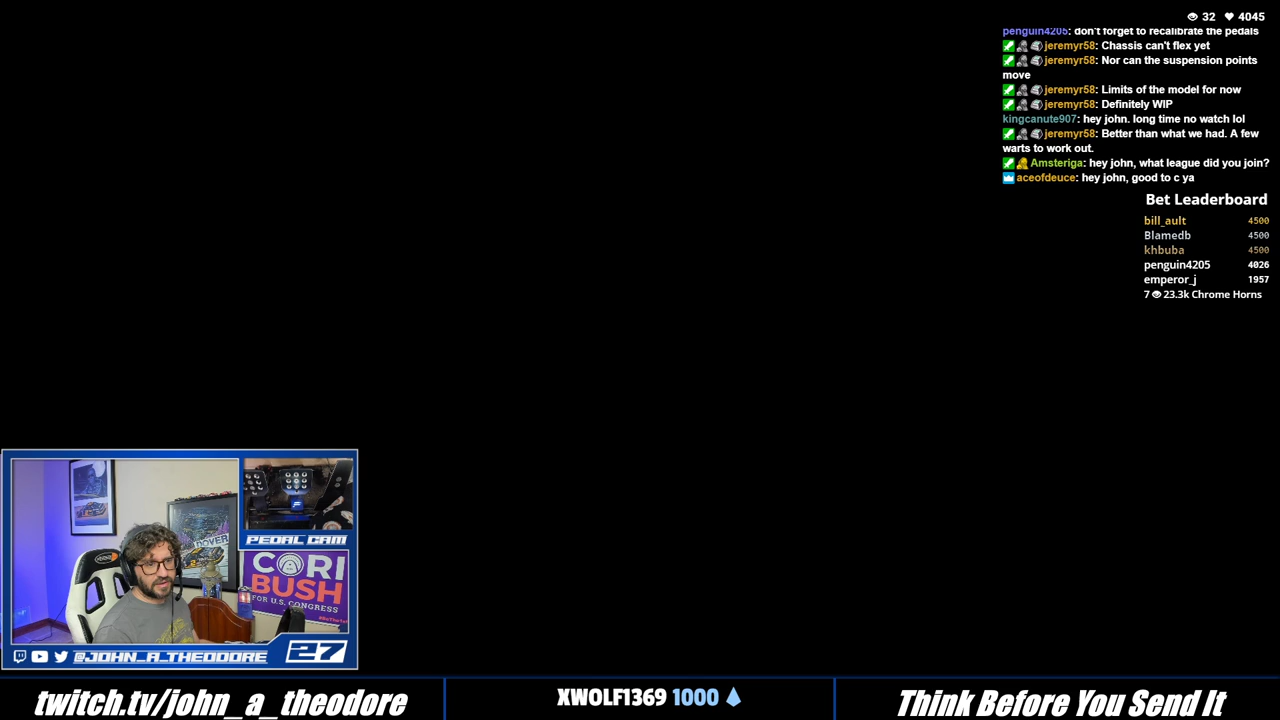 32 4045
penguin4205: don't forget to recalibrate the pedals
jeremyr58: Chassis can't flex yet
jeremyr58: Nor can the suspension points
move
jeremyr58: Limits of the model for now
jeremyr58: Definitely WIP
kingcanute907: hey john. long time no watch lol
jeremyr58: Better than what we had. A few
warts to work out.
Amsteriga: hey john, what league did you join?
aceofdeuce: hey john, good to c ya
Bet Leaderboard
bill_ault 4500
Blamedb 4500
khbuba 4500
penguin4205 4026
emperor_j 1957
7 23.3k Chrome Horns
DOVER
PEDAL CAM
CORI
BUSH
FOR U.S. CONGRESS
@JOHN_A_THEODORE
27
twitch.tv/john_a_theodore
XWOLF1369 1000
Think Before You Send It